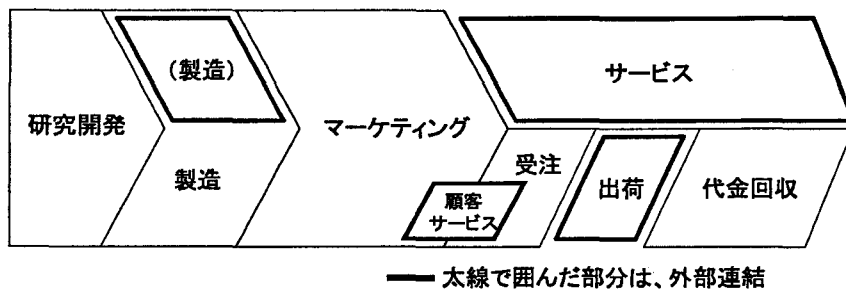 研究開発
(製造)
製造
マーケティング
顧客
サービス
サービス
受注
出荷
代金回収
太線で囲んだ部分は、外部連結